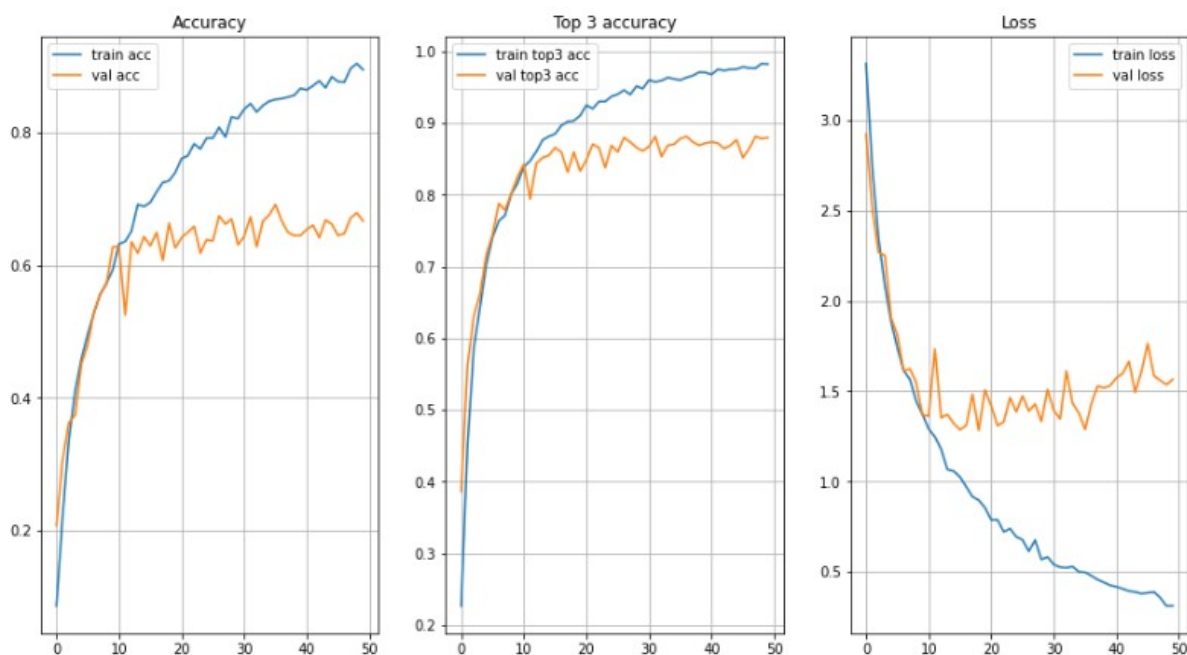 Accuracy
train acc
val acc
0.8
0.6
0.4
0.2
0 10 20 30 40 50
Top 3 accuracy
train top3 acc
val top3 acc
1.0
0.9
0.8
0.7
0.6
0.5
0.4
0.3
0.2
0 10 20 30 40 50
Loss
train loss
val loss
3.0
2.5
2.0
1.5
1.0
0.5
0 10 20 30 40 50